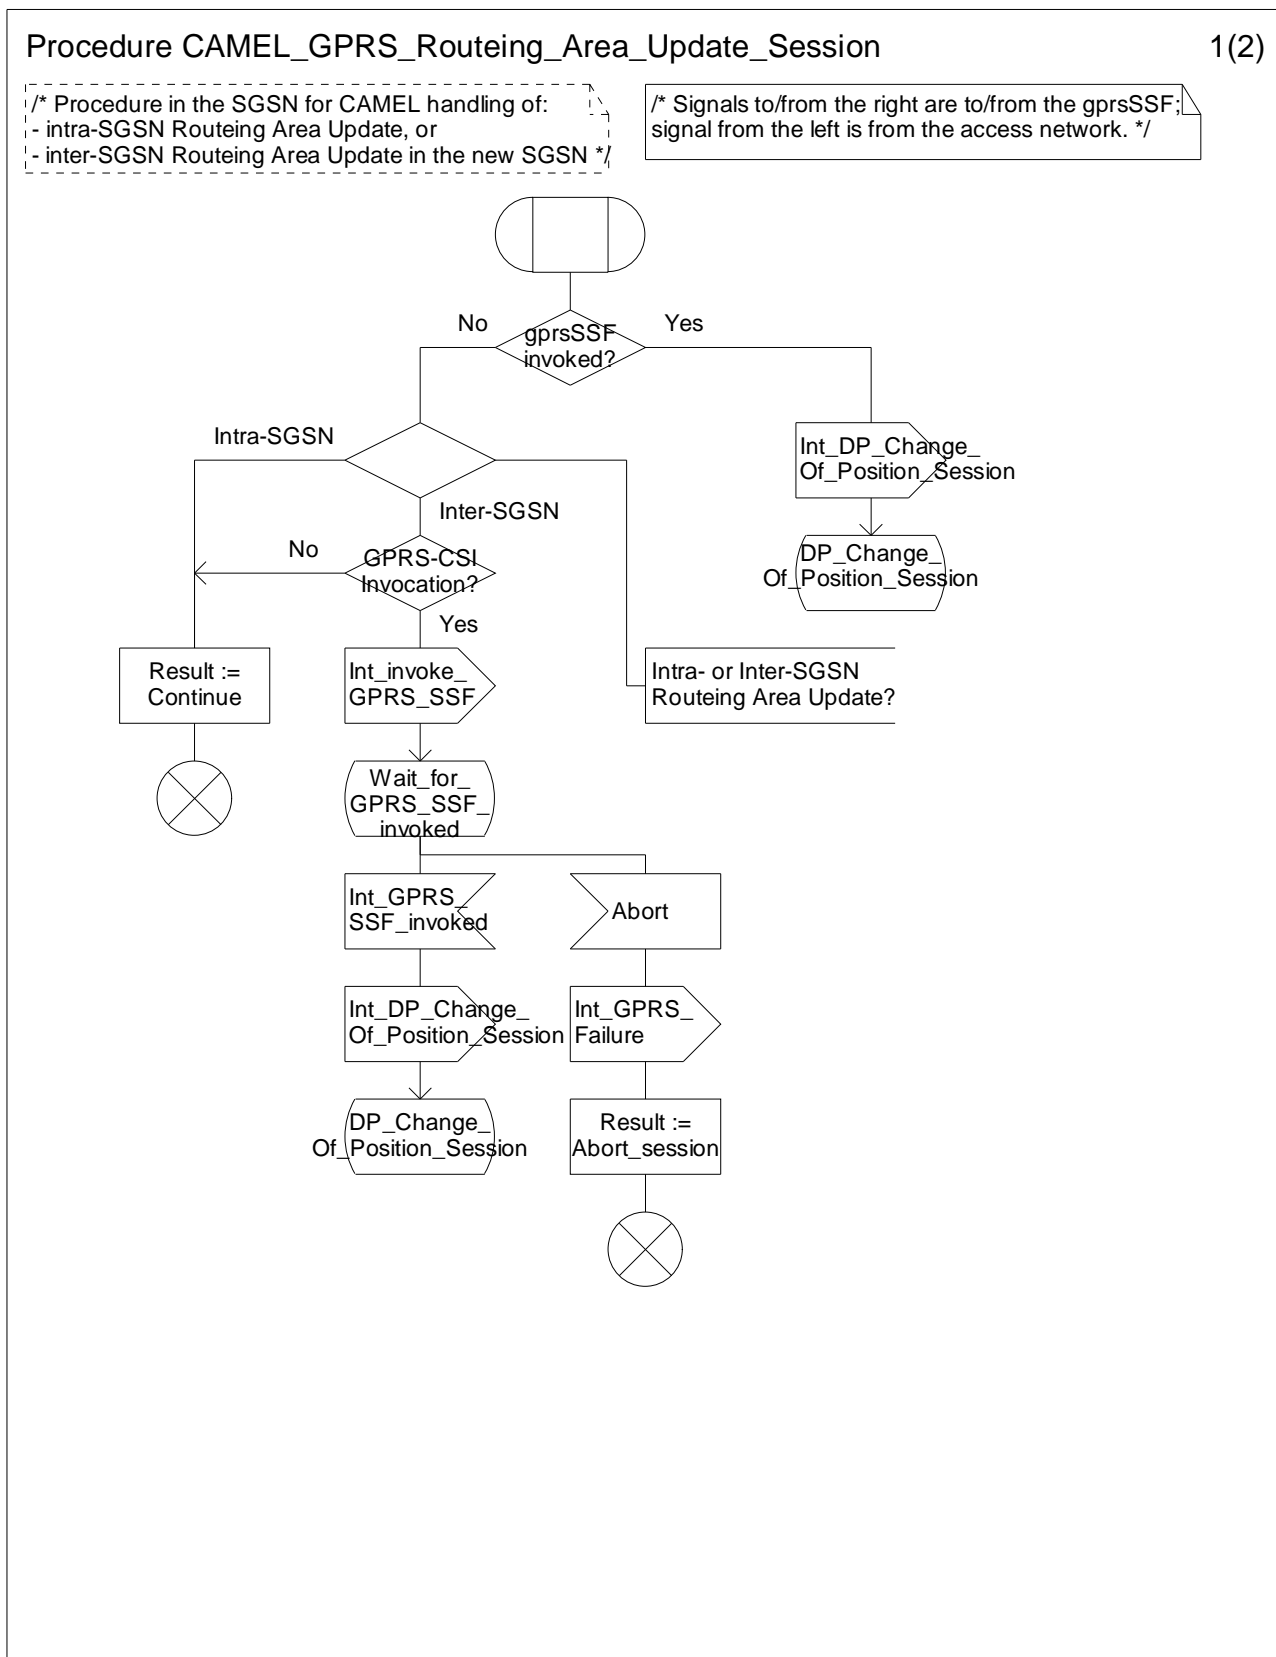 Procedure CAMEL_GPRS_Routeing_Area_Update_Session
1(2)
/* Procedure in the SGSN for CAMEL handling of:
- intra-SGSN Routeing Area Update, or
- inter-SGSN Routeing Area Update in the new SGSN */
/* Signals to/from the right are to/from the gprsSSF;
signal from the left is from the access network. */
No
gprsSSF
invoked?
Yes
Intra-SGSN
Int_DP_Change_
Of_Position_Session
Inter-SGSN
No
GPRS-CSI
Invocation?
DP_Change_
Of_Position_Session
Yes
Result :=
Continue
Int_invoke_
GPRS_SSF
Intra- or Inter-SGSN
Routeing Area Update?
Wait_for_
GPRS_SSF_
invoked
Int_GPRS_
SSF_invoked
Abort
Int_DP_Change_
Of_Position_Session
Int_GPRS_
Failure
DP_Change_
Of_Position_Session
Result :=
Abort_session